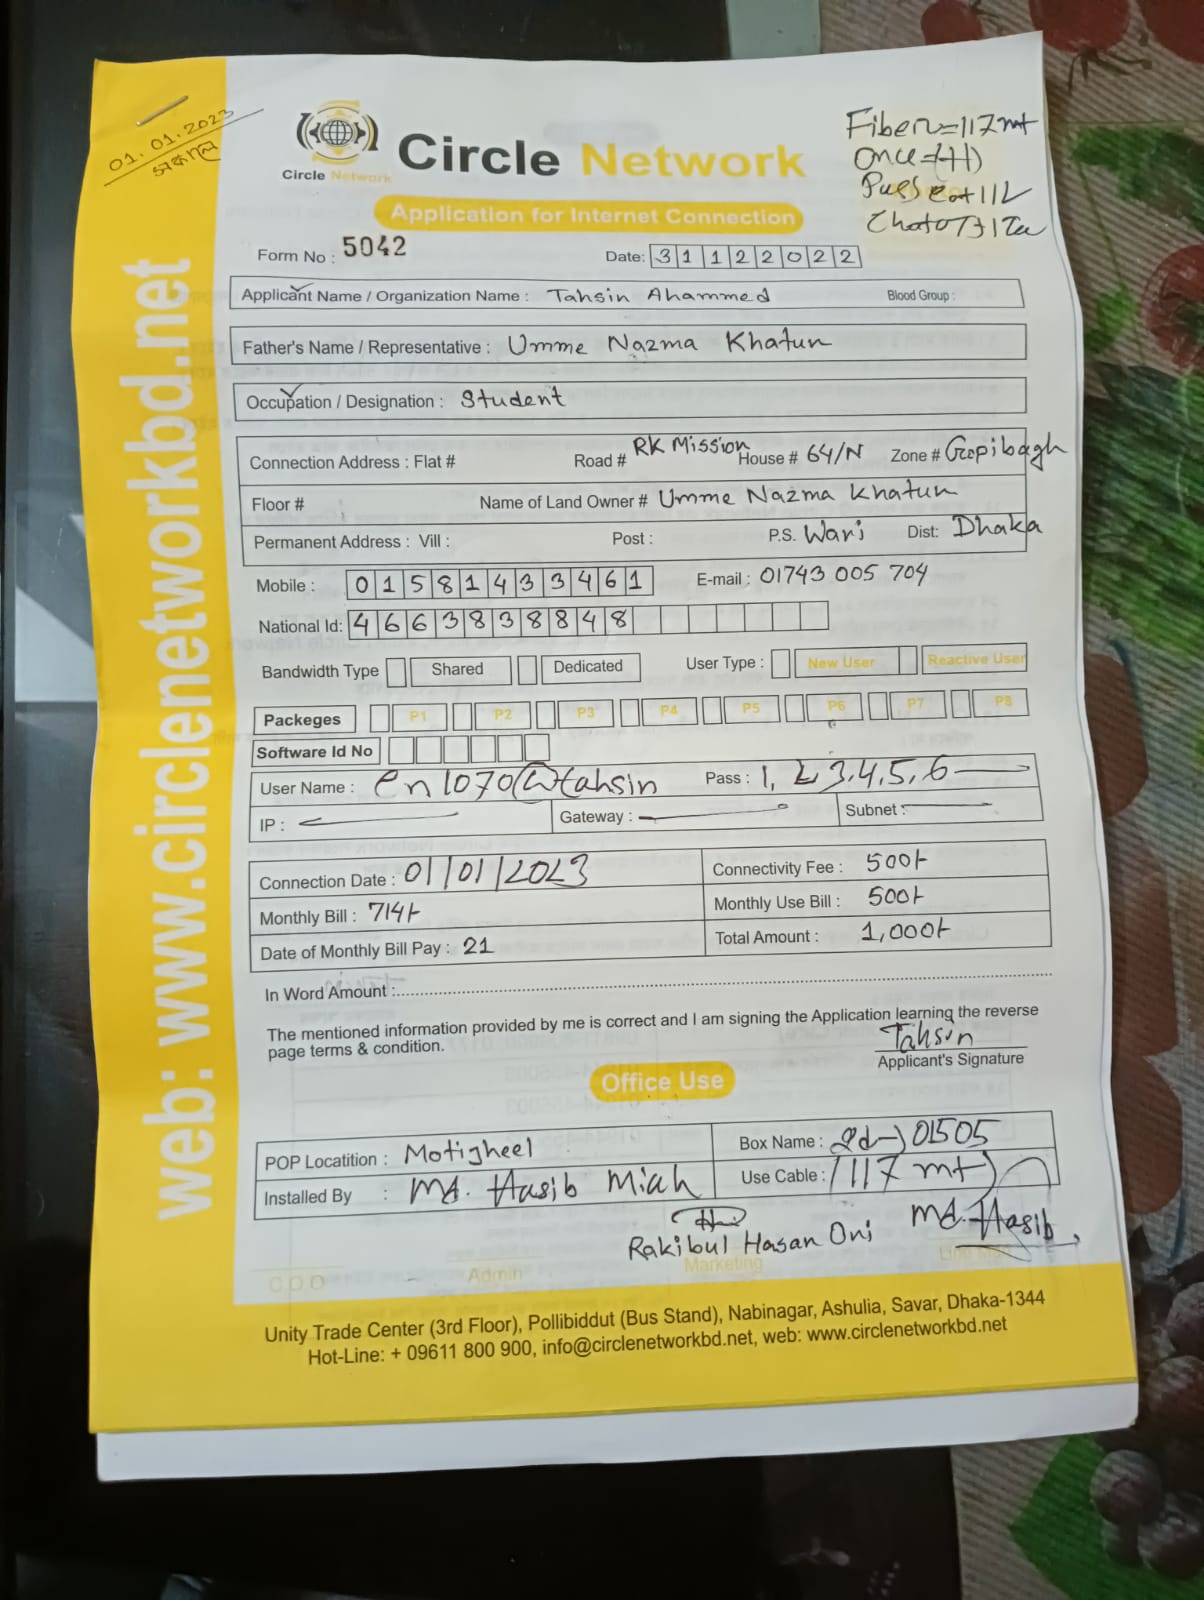 01.01.2023
সকালে
Fiber=117mt
Circle Network
Circle Network
Application for Internet Connection
Form No : 5042
Date: 31122022
Applicant Name / Organization Name : Tahsin Ahammed Blood Group :
Father's Name / Representative : Umme Nazma Khatun
Occupation / Designation : Student
Connection Address : Flat # Road # RK Mission House # 64/N Zone # Gopibagh
Floor # Name of Land Owner # Umme Nazma Khatun
Permanent Address : Vill : Post : P.S. Wari Dist: Dhaka
Mobile : 01581433461 E-mail : 01743 005 704
National Id: 4663838848
Bandwidth Type Shared Dedicated User Type : New User Reactive User
Packeges P1 P2 P3 P4 P5 P6 P7 P8
Software Id No
User Name : en1070@tahsin Pass : 1, 2 3,4,5,6
IP : Gateway : Subnet :
Connection Date : 01/01/2023 Connectivity Fee : 500/-
Monthly Bill : 714/- Monthly Use Bill : 500/-
Date of Monthly Bill Pay : 21 Total Amount : 1,000/-
In Word Amount :
The mentioned information provided by me is correct and I am signing the Application learning the reverse
page terms & condition.
Tahsin
Applicant's Signature
Office Use
POP Locatition : Motigheel Box Name : 01505
Installed By : Md. Hasib Miah Use Cable : 117 mt
Rakibul Hasan Oni Md. Hasib
COO Admin Marketing
Unity Trade Center (3rd Floor), Pollibiddut (Bus Stand), Nabinagar, Ashulia, Savar, Dhaka-1344
Hot-Line: + 09611 800 900, info@circlenetworkbd.net, web: www.circlenetworkbd.net
web: www.circlenetworkbd.net